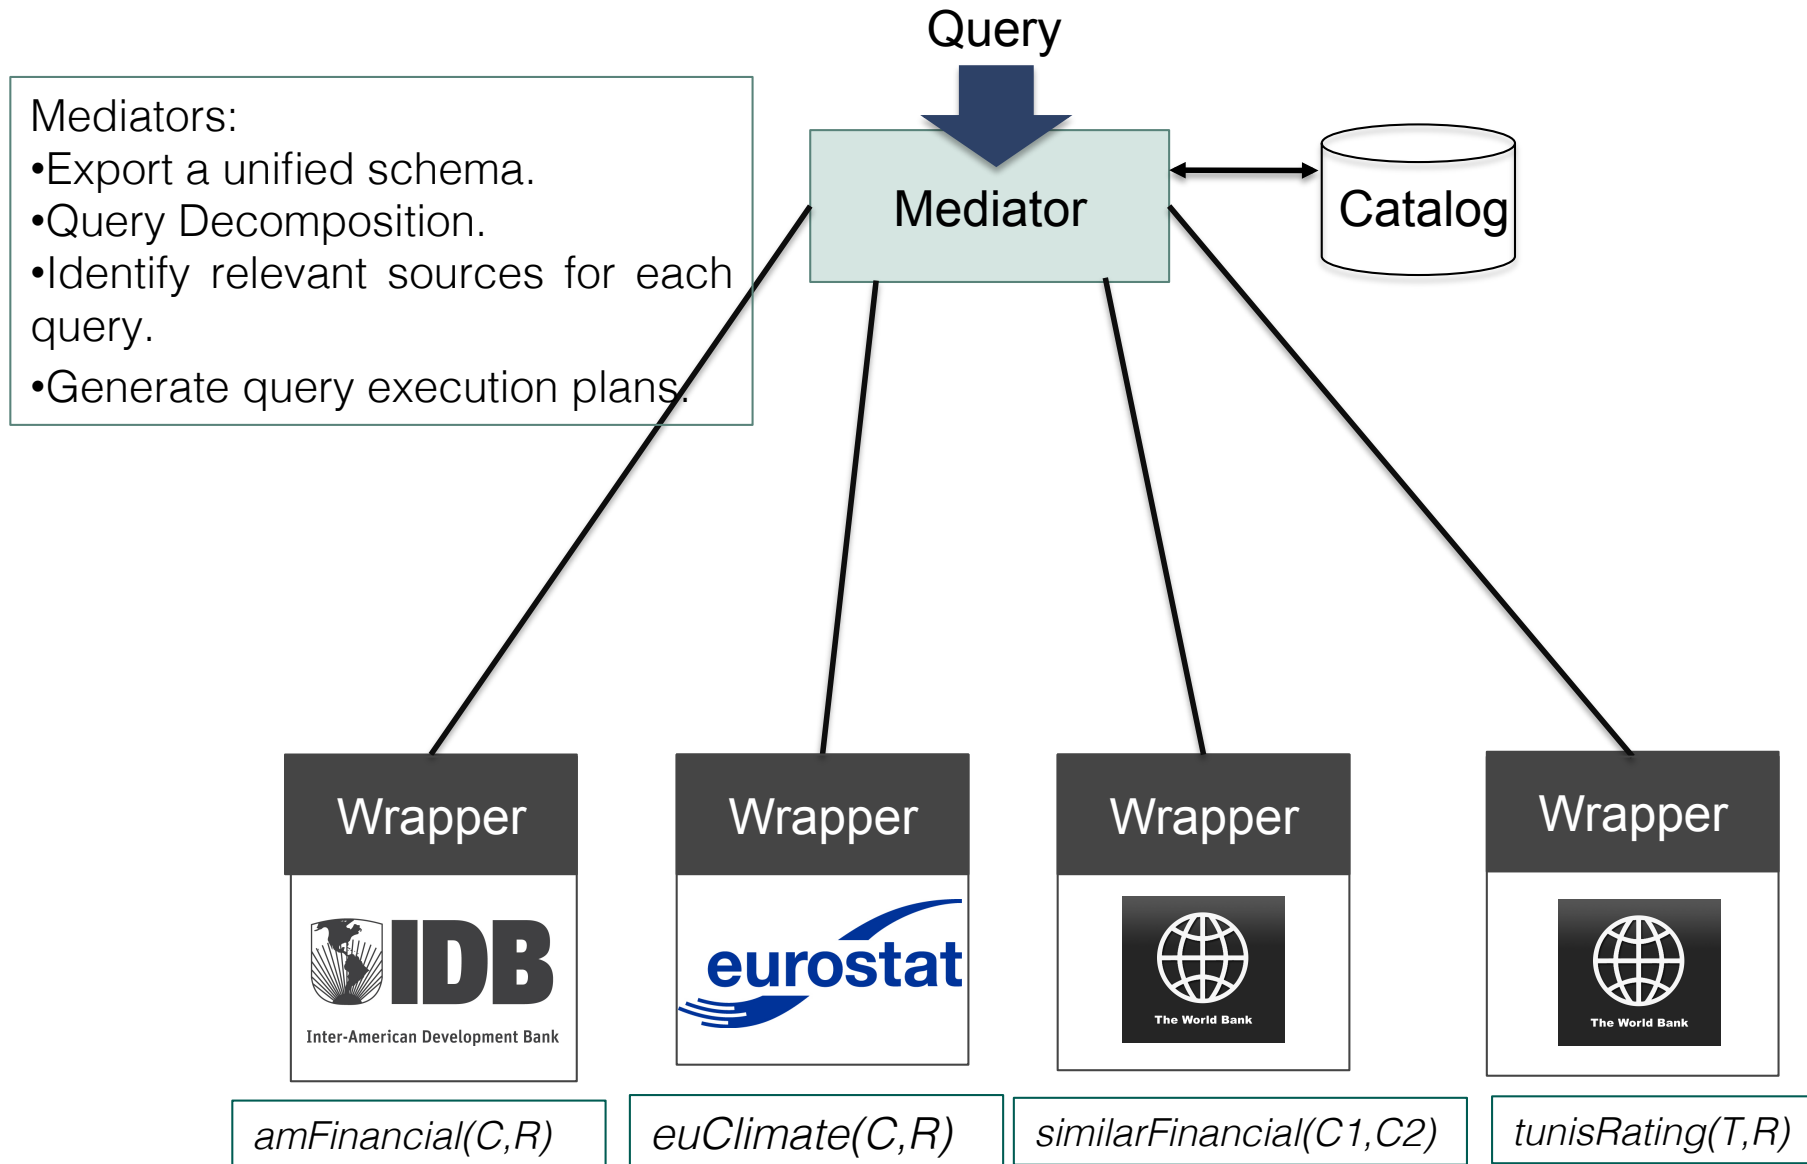 Query
Mediators:
•Export a unified schema.
•Query Decomposition.
•Identify relevant sources for each
query.
•Generate query execution plans.
Mediator
Catalog
Wrapper
Wrapper
Wrapper
Wrapper
IDB
Inter-American Development Bank
eurostat
The World Bank
The World Bank
amFinancial(C,R)
euClimate(C,R)
similarFinancial(C1,C2)
tunisRating(T,R)